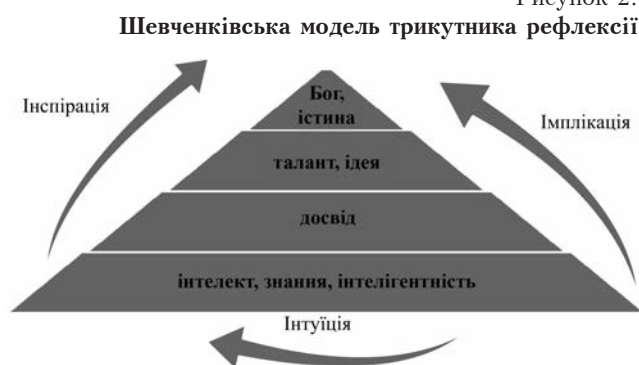 Рисунок 2.
Шевченківська модель трикутника рефлексії
Інспірація
Імплікація
Бог,
істина
талант, ідея
досвід
інтелект, знання, інтелігентність
Інтуїція